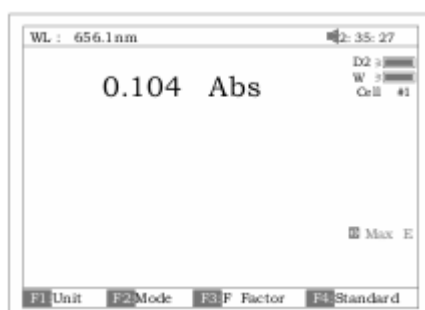 WL : 656.1nm 2: 35: 27
D2
W
0.104 Abs
Cell #1
Max E
F1 Unit F2 Mode F3 F Factor F4 Standard